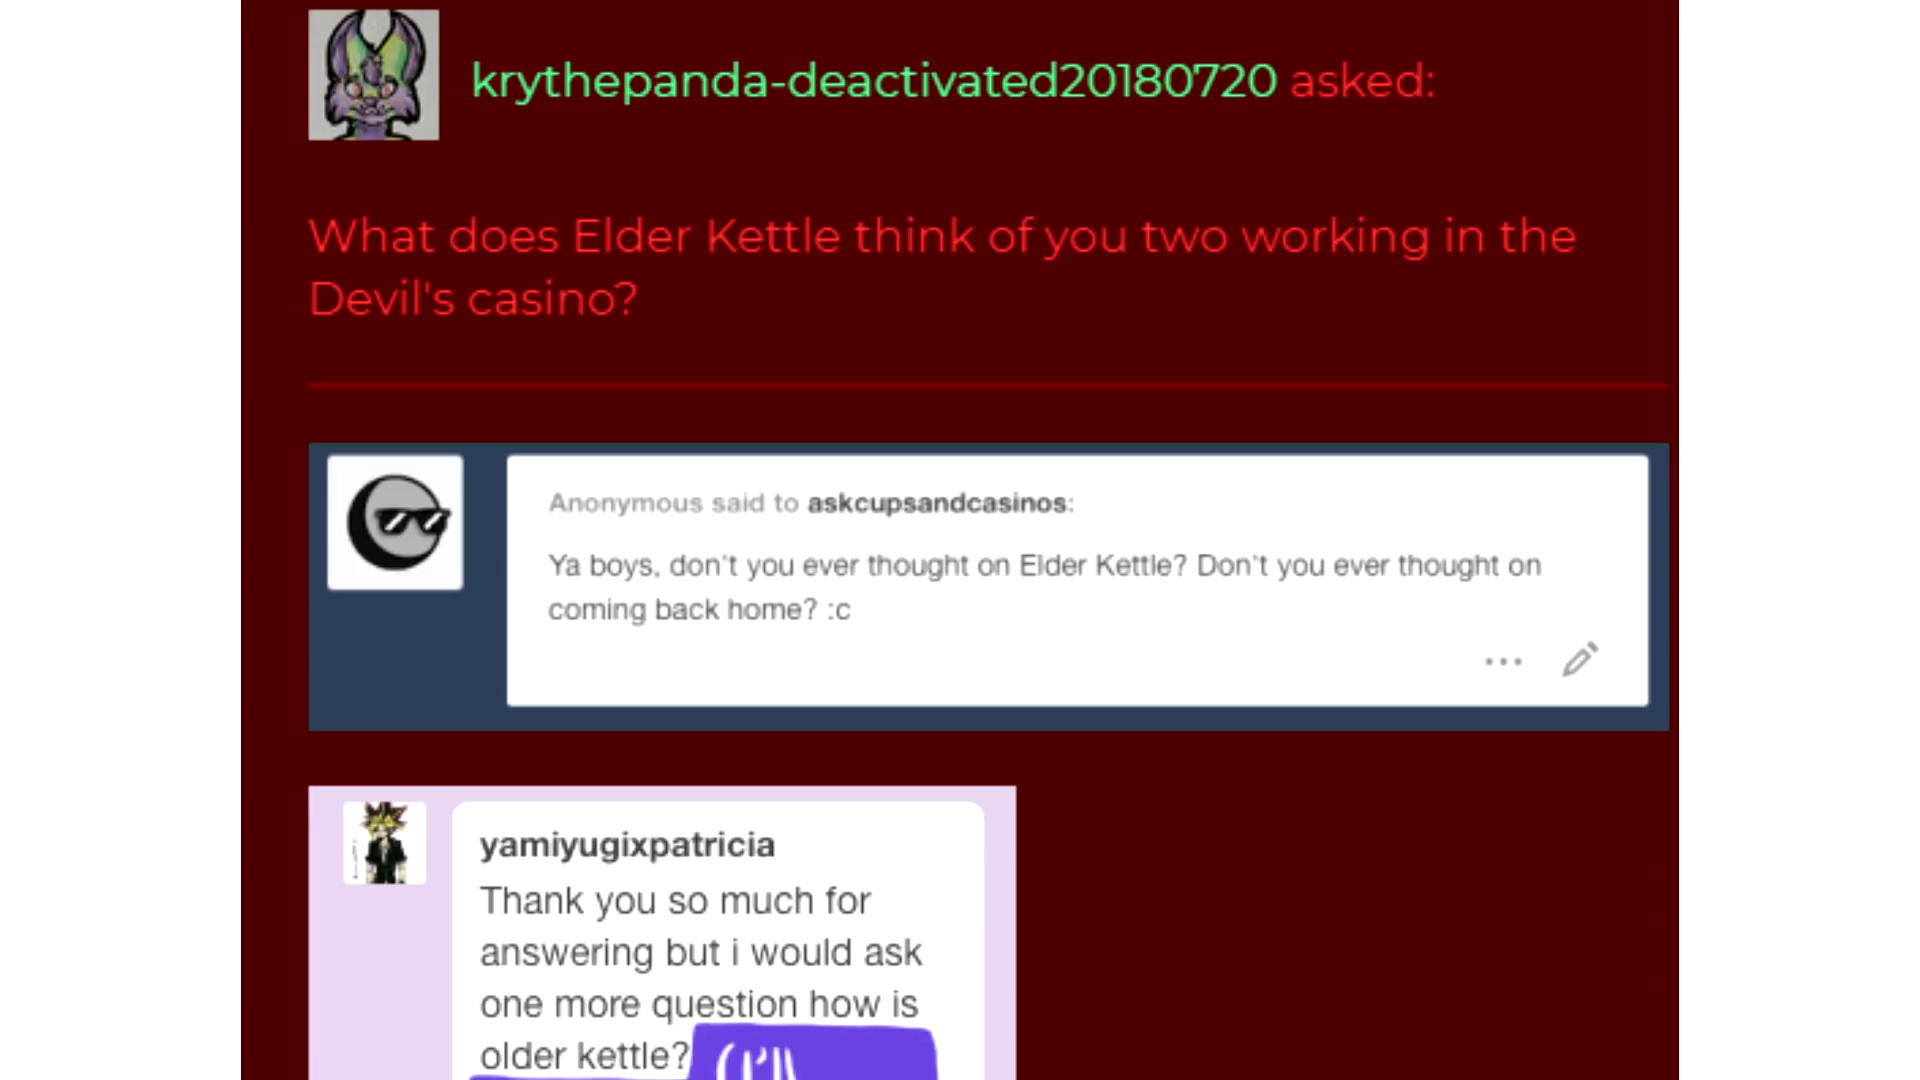 krythepanda-deactivated20180720 asked:
What does Elder Kettle think of you two working in the
Devil's casino?
Anonymous said to askcupsandcasinos:
Ya boys, don't you ever thought on Elder Kettle? Don't you ever thought on
coming back home? :c
yamiyugixpatricia
Thank you so much for
answering but i would ask
one more question how is
older kettle?